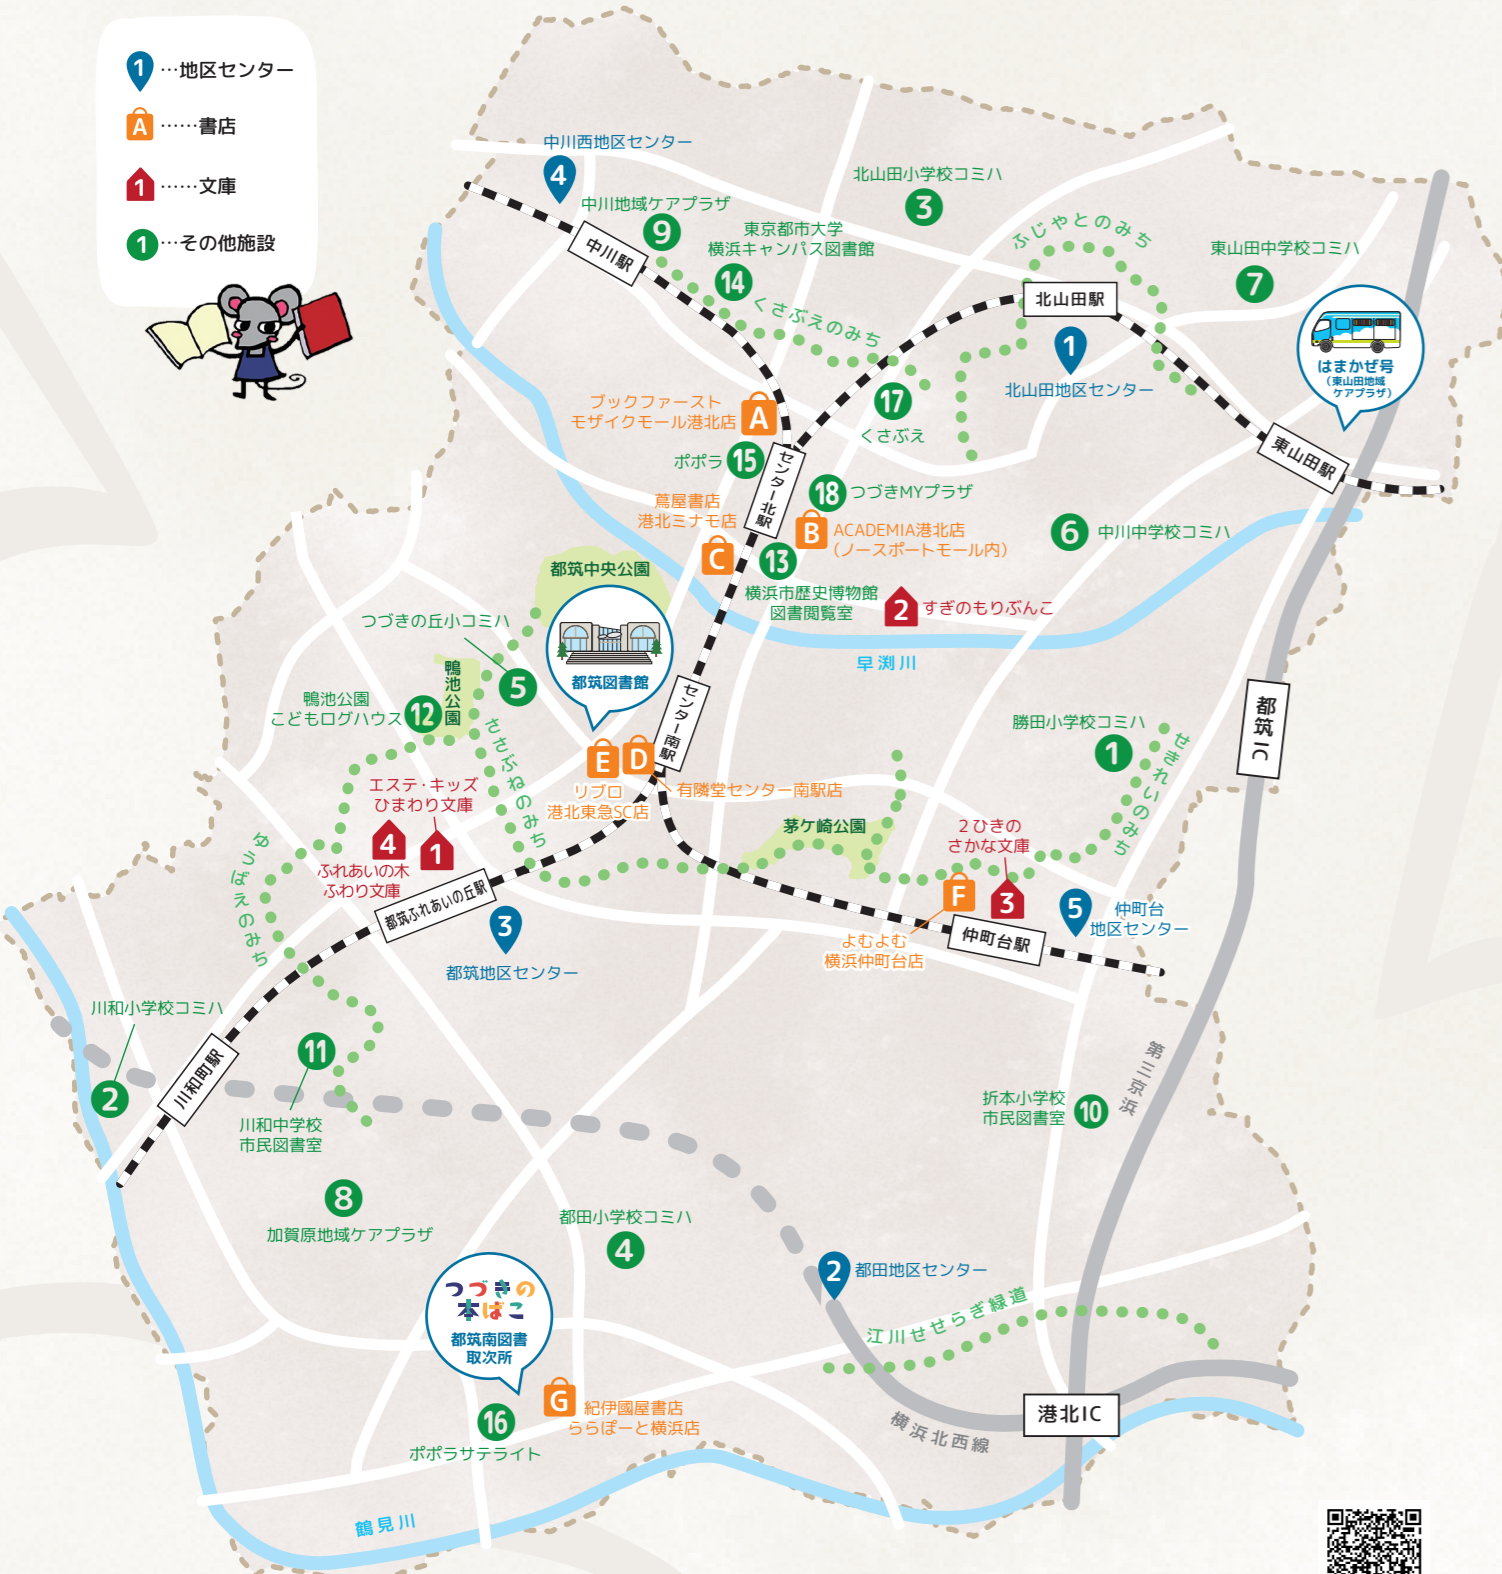 1…地区センター
A……書店
1……文庫
1…その他施設
中川西地区センター
4
中川駅
中川地域ケアプラザ
9
東京都市大学
横浜キャンパス図書館
14
くさぶえのみち
北山田小学校コミハ
3
ふじやとのみち
北山田駅
1
北山田地区センター
東山田中学校コミハ
7
はまかぜ号
(東山田地域
ケアプラザ)
東山田駅
ブックファースト
モザイクモール港北店
A
ポポラ
15
センター北駅
17
くさぶえ
18
つづきMYプラザ
蔦屋書店
港北ミナモ店
C
B
ACADEMIA港北店
(ノースポートモール内)
13
横浜市歴史博物館
図書閲覧室
6
中川中学校コミハ
2
すぎのもりぶんこ
早渕川
都筑中央公園
都筑図書館
つづきの丘小コミハ
5
鴨池公園
鴨池公園
こどもログハウス
12
ささぶねのみち
センター南駅
E
D
リブロ
港北東急SC店
有隣堂センター南駅店
都筑IC
勝田小学校コミハ
1
せきれいのみち
エステ・キッズ
ひまわり文庫
4
1
ふれあいの木
ふわり文庫
ゆうばえのみち
都筑ふれあいの丘駅
3
都筑地区センター
茅ケ崎公園
2ひきの
さかな文庫
F
3
よむよむ
横浜仲町台店
仲町台駅
5
仲町台
地区センター
川和小学校コミハ
2
川和町駅
11
川和中学校
市民図書室
第三京浜
折本小学校
市民図書室
10
8
加賀原地域ケアプラザ
都田小学校コミハ
4
つづきの
本ばこ
都筑南図書
取次所
2
都田地区センター
江川せせらぎ緑道
G
紀伊國屋書店
ららぽーと横浜店
16
ポポラサテライト
横浜北西線
港北IC
鶴見川